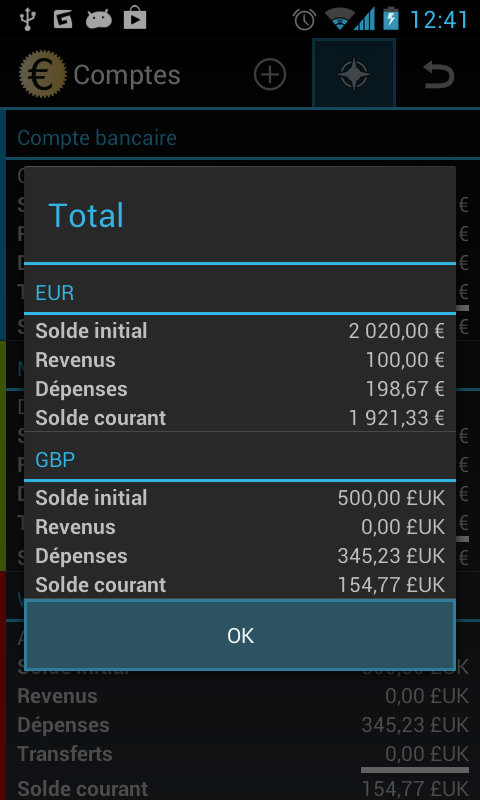 12:41
Comptes
Compte bancaire
Total
EUR
Solde initial 2 020,00 €
Revenus 100,00 €
Dépenses 198,67 €
Solde courant 1 921,33 €
GBP
Solde initial 500,00 £UK
Revenus 0,00 £UK
Dépenses 345,23 £UK
Solde courant 154,77 £UK
OK
Revenus 0,00 £UK
Dépenses 345,23 £UK
Transferts 0,00 £UK
Solde courant 154,77 £UK